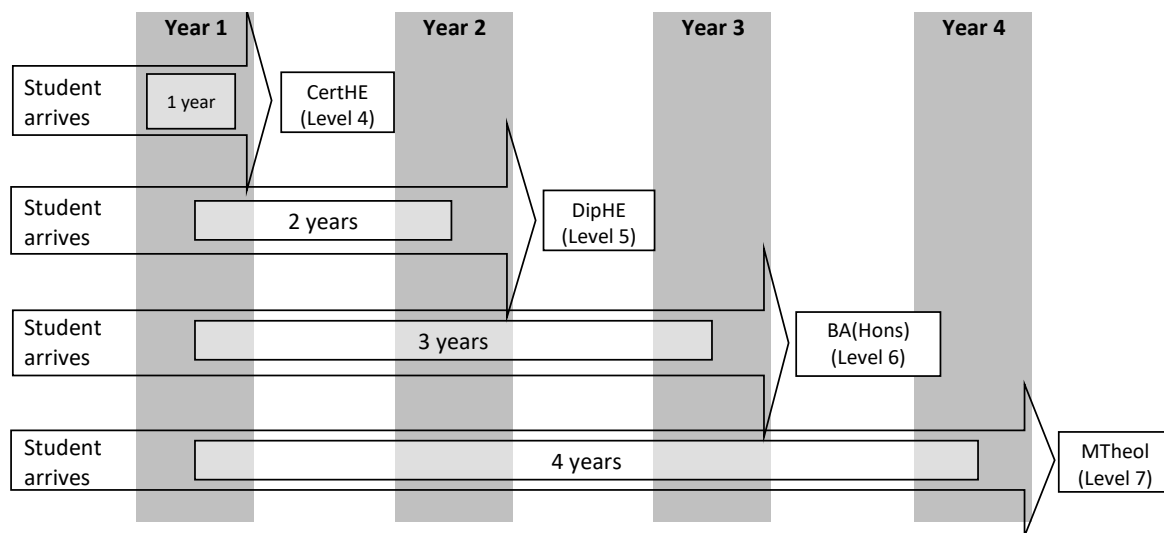 Year 1 Year 2 Year 3 Year 4
Student
arrives
1 year
CertHE
(Level 4)
Student
arrives
2 years
DipHE
(Level 5)
Student
arrives
3 years
BA(Hons)
(Level 6)
Student
arrives
4 years
MTheol
(Level 7)